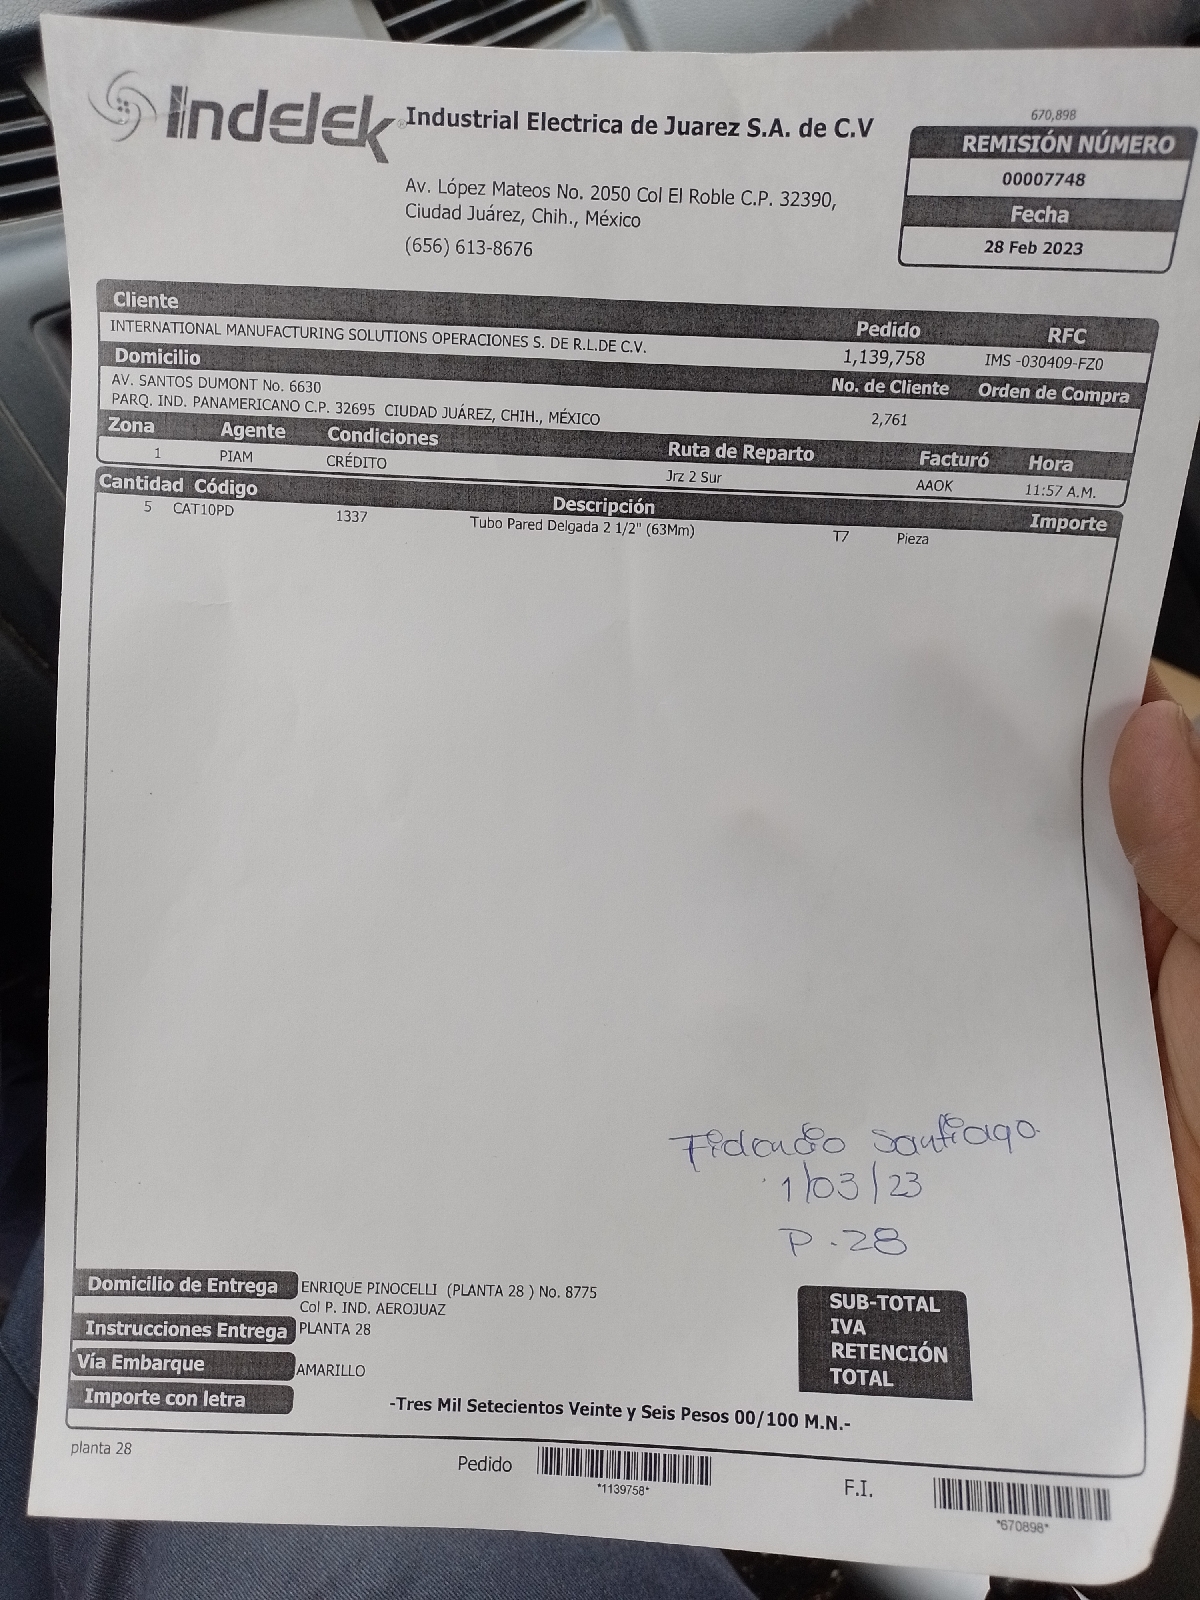 Indelek® Industrial Electrica de Juarez S.A. de C.V
Av. López Mateos No. 2050 Col El Roble C.P. 32390,
Ciudad Juárez, Chih., México
(656) 613-8676
670,898
REMISIÓN NÚMERO
00007748
Fecha
28 Feb 2023
Cliente Pedido RFC
INTERNATIONAL MANUFACTURING SOLUTIONS OPERACIONES S. DE R.L.DE C.V. 1,139,758 IMS -030409-FZ0
Domicilio No. de Cliente Orden de Compra
AV. SANTOS DUMONT No. 6630 2,761
PARQ. IND. PANAMERICANO C.P. 32695 CIUDAD JUÁREZ, CHIH., MÉXICO
Zona Agente Condiciones Ruta de Reparto Facturó Hora
1 PIAM CRÉDITO Jrz 2 Sur AAOK 11:57 A.M.
Cantidad Código Descripción Importe
5 CAT10PD 1337 Tubo Pared Delgada 2 1/2" (63Mm) T7 Pieza
Santiago
1/03/23
P.28
Domicilio de Entrega ENRIQUE PINOCELLI (PLANTA 28 ) No. 8775
Col P. IND. AEROJUAZ
Instrucciones Entrega PLANTA 28
Vía Embarque AMARILLO
Importe con letra -Tres Mil Setecientos Veinte y Seis Pesos 00/100 M.N.-
SUB-TOTAL
IVA
RETENCIÓN
TOTAL
planta 28
Pedido *1139758*
F.I. *670898*